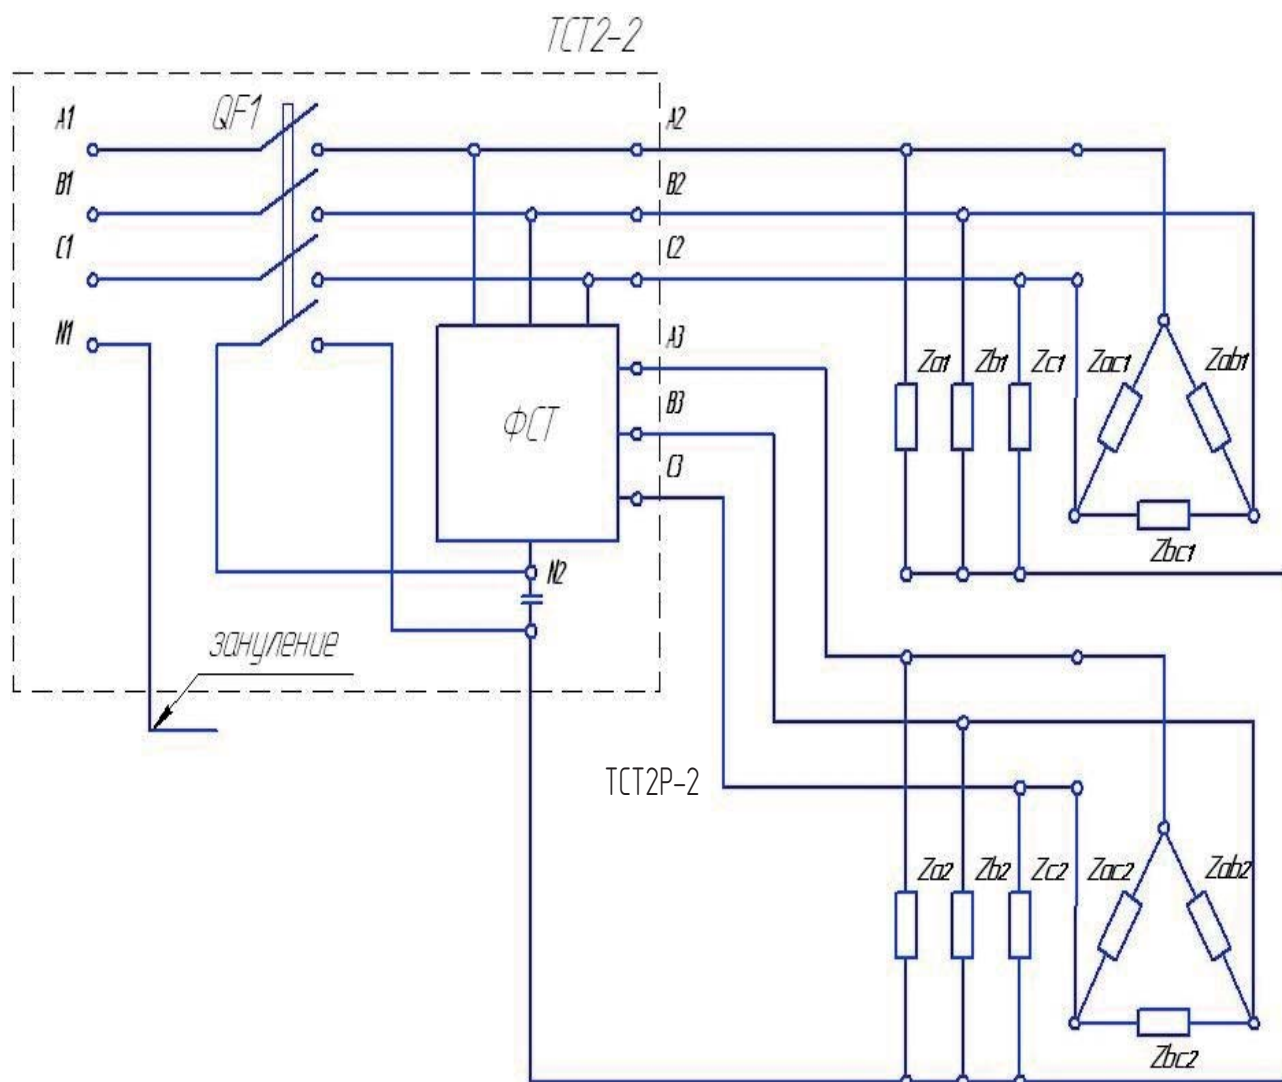 ТСТ2-2
QF1
A1
B1
C1
N1
A2
B2
C2
A3
B3
C3
ФСТ
N2
зануление
Za1
Zb1
Zc1
Zac1
Zab1
Zbc1
ТСТ2Р-2
Za2
Zb2
Zc2
Zac2
Zab2
Zbc2